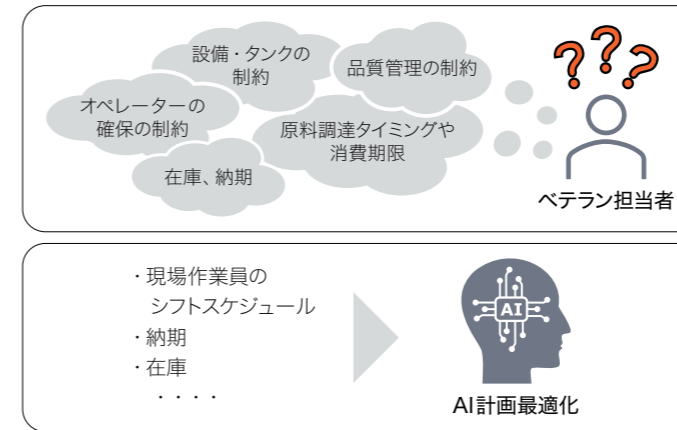 設備・タンクの
制約
品質管理の制約
オペレーターの
確保の制約
原料調達タイミングや
消費期限
在庫、納期
???
ベテラン担当者
・現場作業員の
シフトスケジュール
・納期
・在庫
・・・・
AI
AI計画最適化